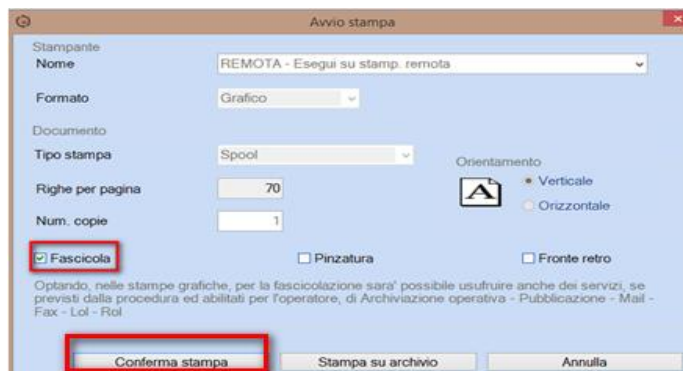 Avvio stampa
Stampante
Nome
REMOTA - Esegui su stamp. remota
Formato
Grafico
Documento
Tipo stampa
Spool
Orientamento
Righe per pagina
70
A
Verticale
Orizzontale
Num. copie
1
Fascicola
Pinzatura
Fronte retro
Optando, nelle stampe grafiche, per la fascicolazione sara' possibile usufruire anche dei servizi, se
previsti dalla procedura ed abilitati per l'operatore, di Archiviazione operativa - Pubblicazione - Mail -
Fax - Lol - Rol
Conferma stampa
Stampa su archivio
Annulla